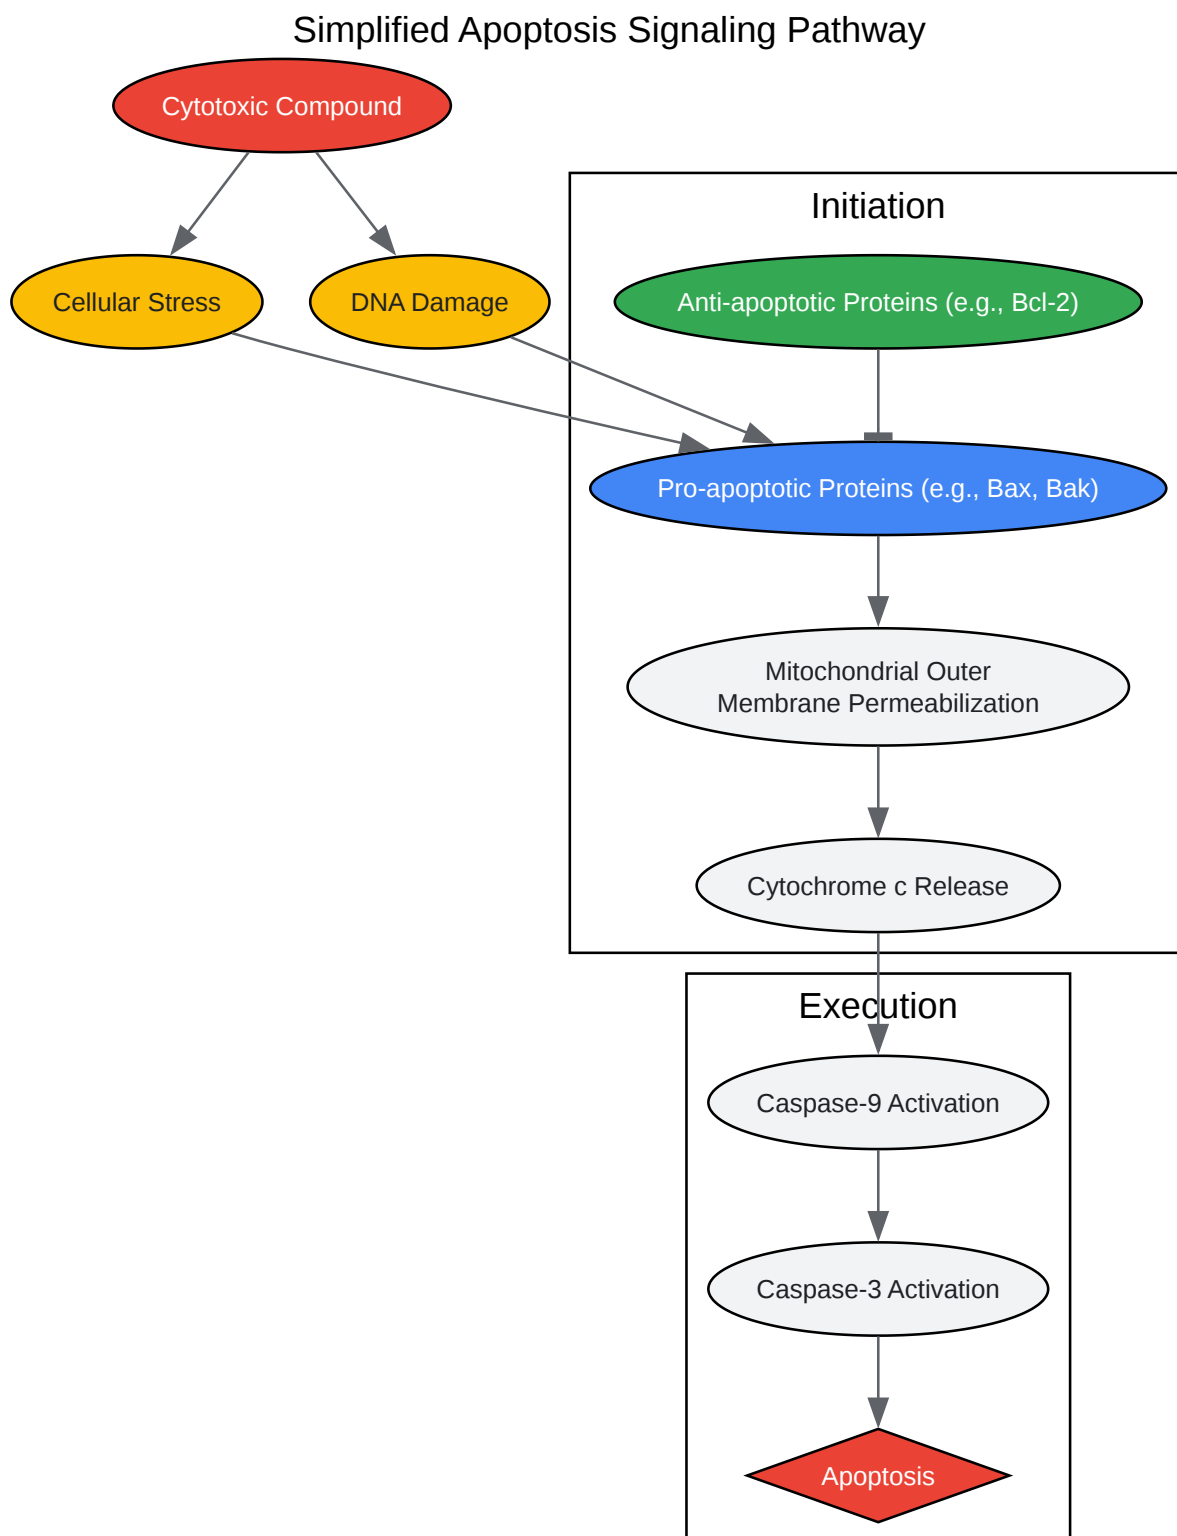 Simplified Apoptosis Signaling Pathway
Cytotoxic Compound
Initiation
Cellular Stress
DNA Damage
Anti-apoptotic Proteins (e.g., Bcl-2)
Pro-apoptotic Proteins (e.g., Bax, Bak)
Mitochondrial Outer
Membrane Permeabilization
Cytochrome c Release
Execution
Caspase-9 Activation
Caspase-3 Activation
Apoptosis